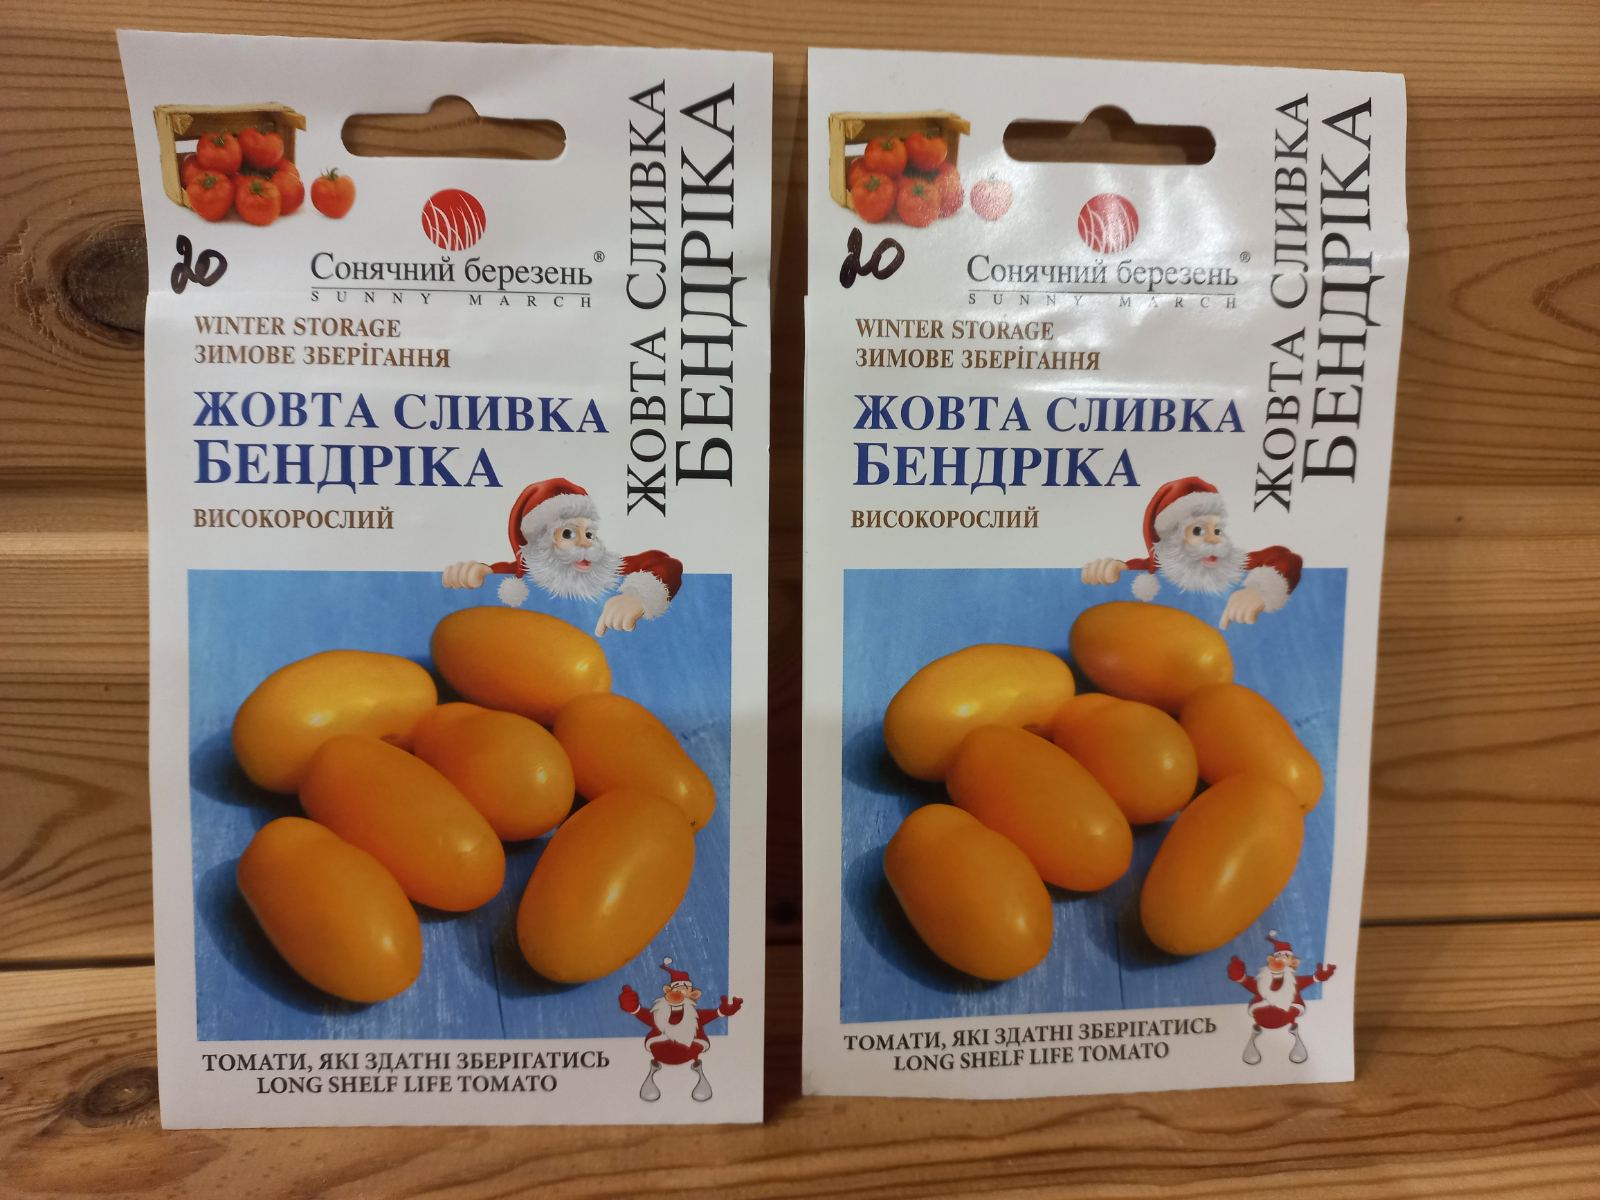 20
Сонячний березень®
SUNNY MARCH
WINTER STORAGE
ЗИМОВЕ ЗБЕРІГАННЯ
ЖОВТА СЛИВКА
БЕНДРІКА
ВИСОКОРОСЛИЙ
ЖОВТА СЛИВКА
БЕНДРІКА
ТОМАТИ, ЯКІ ЗДАТНІ ЗБЕРІГАТИСЬ
LONG SHELF LIFE TOMATO
20
Сонячний березень®
SUNNY MARCH
WINTER STORAGE
ЗИМОВЕ ЗБЕРІГАННЯ
ЖОВТА СЛИВКА
БЕНДРІКА
ВИСОКОРОСЛИЙ
ЖОВТА СЛИВКА
БЕНДРІКА
ТОМАТИ, ЯКІ ЗДАТНІ ЗБЕРІГАТИСЬ
LONG SHELF LIFE TOMATO